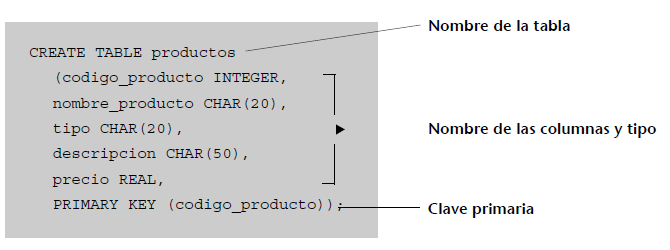 Nombre de la tabla
CREATE TABLE productos
(codigo_producto INTEGER,
nombre_producto CHAR(20),
tipo CHAR(20),
Nombre de las columnas y tipo
descripcion CHAR(50),
precio REAL,
PRIMARY KEY (codigo_producto));
Clave primaria